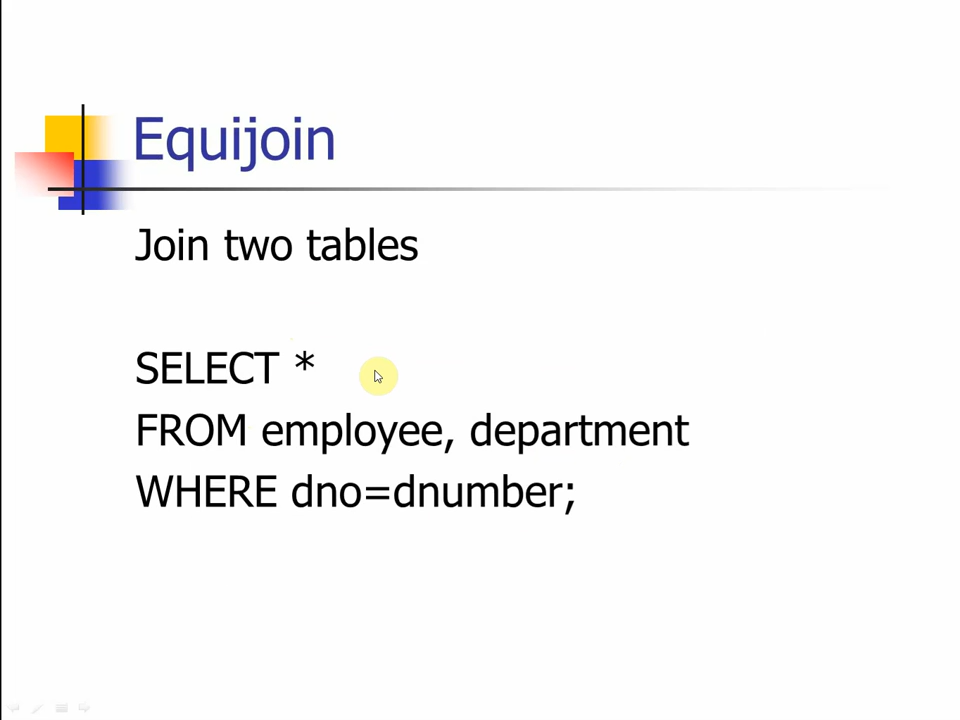 Equijoin
Join two tables
SELECT *
FROM employee, department
WHERE dno=dnumber;